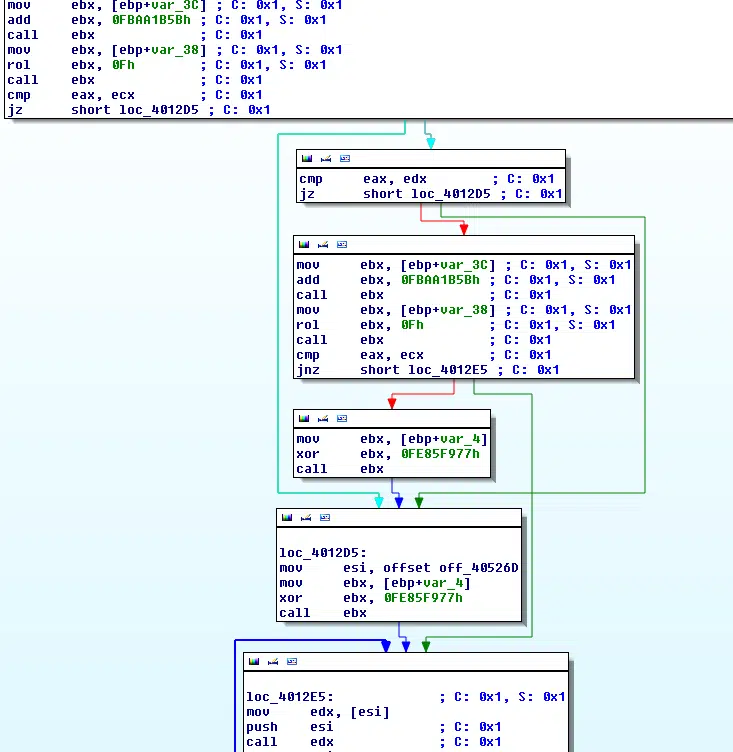 mov ebx, [ebp+var_3C] ; C: 0x1, S: 0x1
add ebx, 0FBAA1B5Bh ; C: 0x1, S: 0x1
call ebx ; C: 0x1
mov ebx, [ebp+var_38] ; C: 0x1, S: 0x1
rol ebx, 0Fh ; C: 0x1, S: 0x1
call ebx ; C: 0x1
cmp eax, ecx ; C: 0x1
jz short loc_4012D5 ; C: 0x1
cmp eax, edx ; C: 0x1
jz short loc_4012D5 ; C: 0x1
mov ebx, [ebp+var_3C] ; C: 0x1, S: 0x1
add ebx, 0FBAA1B5Bh ; C: 0x1, S: 0x1
call ebx ; C: 0x1
mov ebx, [ebp+var_38] ; C: 0x1, S: 0x1
rol ebx, 0Fh ; C: 0x1, S: 0x1
call ebx ; C: 0x1
cmp eax, ecx ; C: 0x1
jnz short loc_4012E5 ; C: 0x1
mov ebx, [ebp+var_4]
xor ebx, 0FE85F977h
call ebx
loc_4012D5:
mov esi, offset off_40526D
mov ebx, [ebp+var_4]
xor ebx, 0FE85F977h
call ebx
loc_4012E5: ; C: 0x1, S: 0x1
mov edx, [esi]
push esi ; C: 0x1
call edx ; C: 0x1